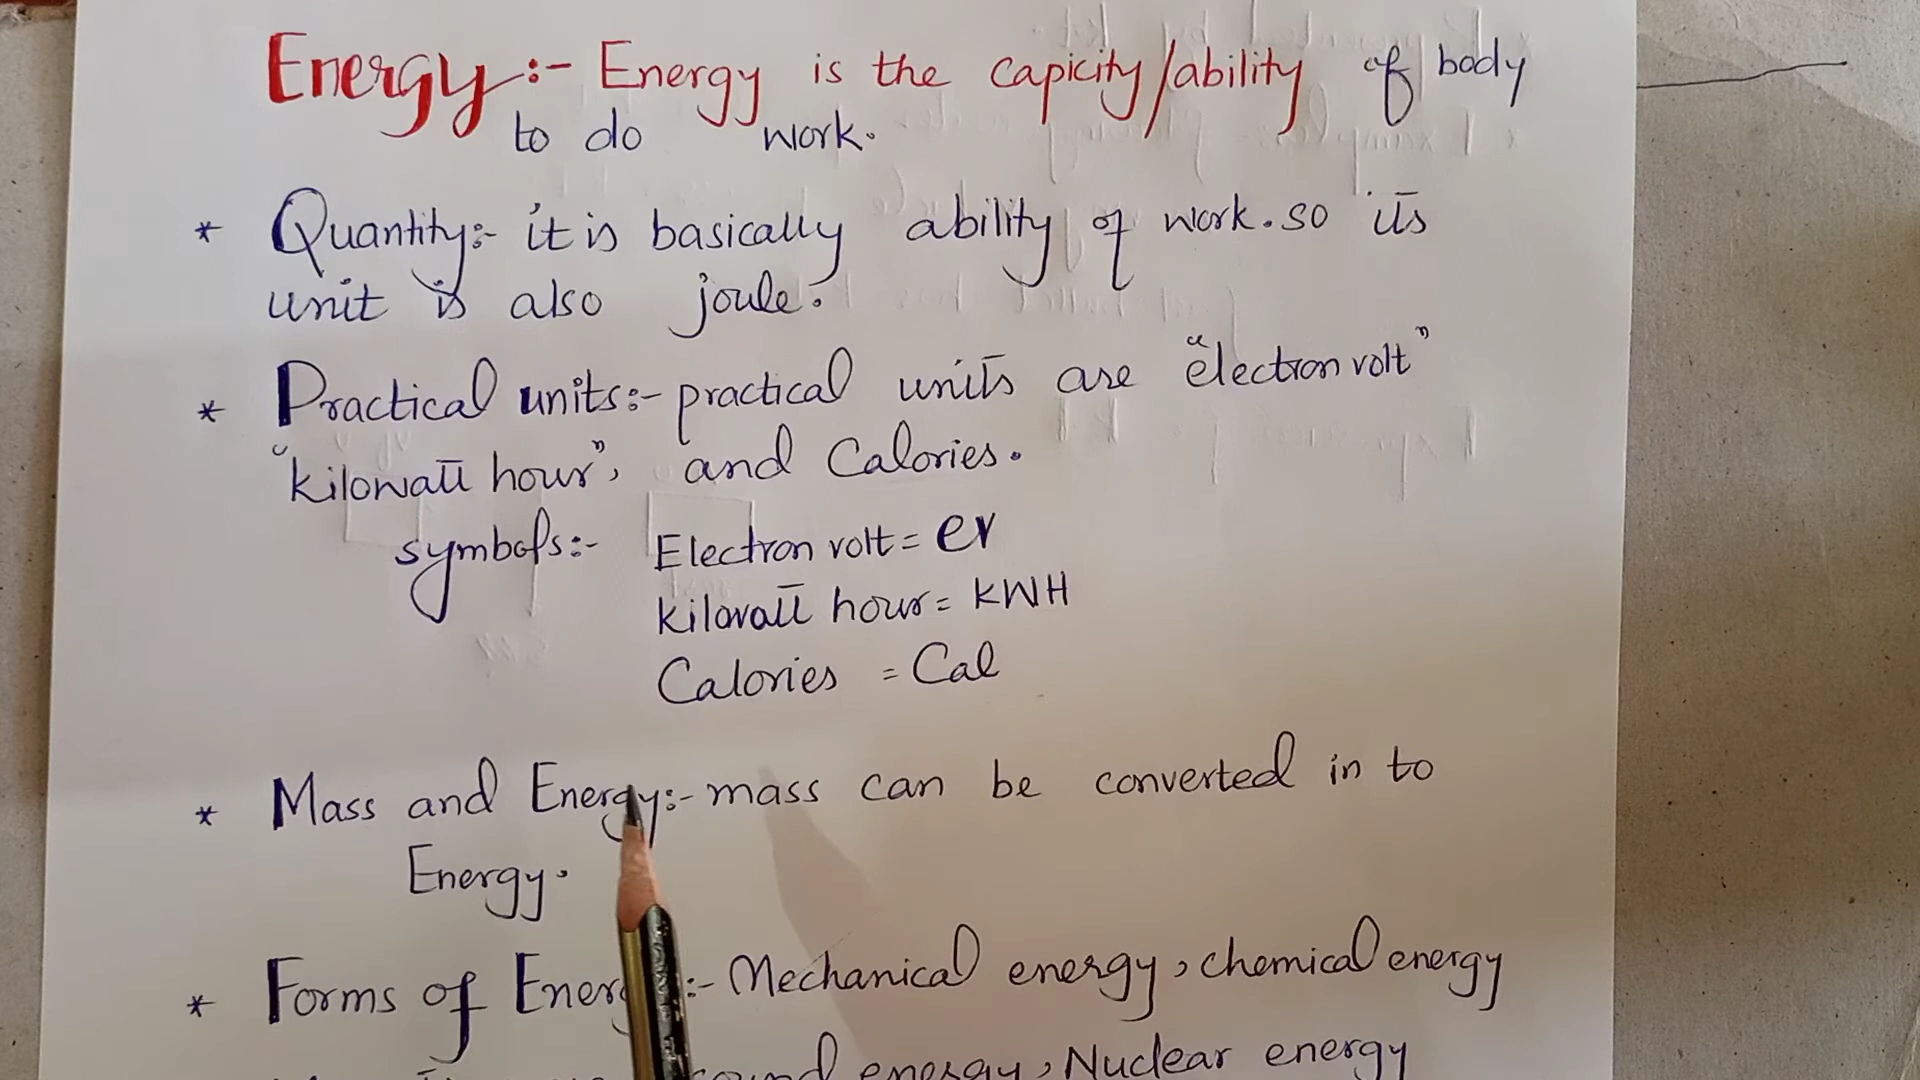 Energy:- Energy is the capicity/ability of body
to do work.
* Quantity:- it is basically ability of work. so its
unit is also joule.
* Practical units:- practical units are "electron volt"
"kilowatt hour", and Calories.
symbols:- Electron volt = ev
kilovatt hour = KWH
Calories = Cal
* Mass and Energy:- mass can be converted in to
Energy.
* Forms of Energy:- Mechanical energy, chemical energy
sound energy, Nuclear energy